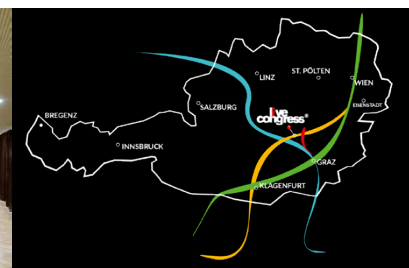 ST. PÖLTEN
LINZ
WIEN
EISENSTADT
SALZBURG
live
congress®
BREGENZ
INNSBRUCK
GRAZ
KLAGENFURT